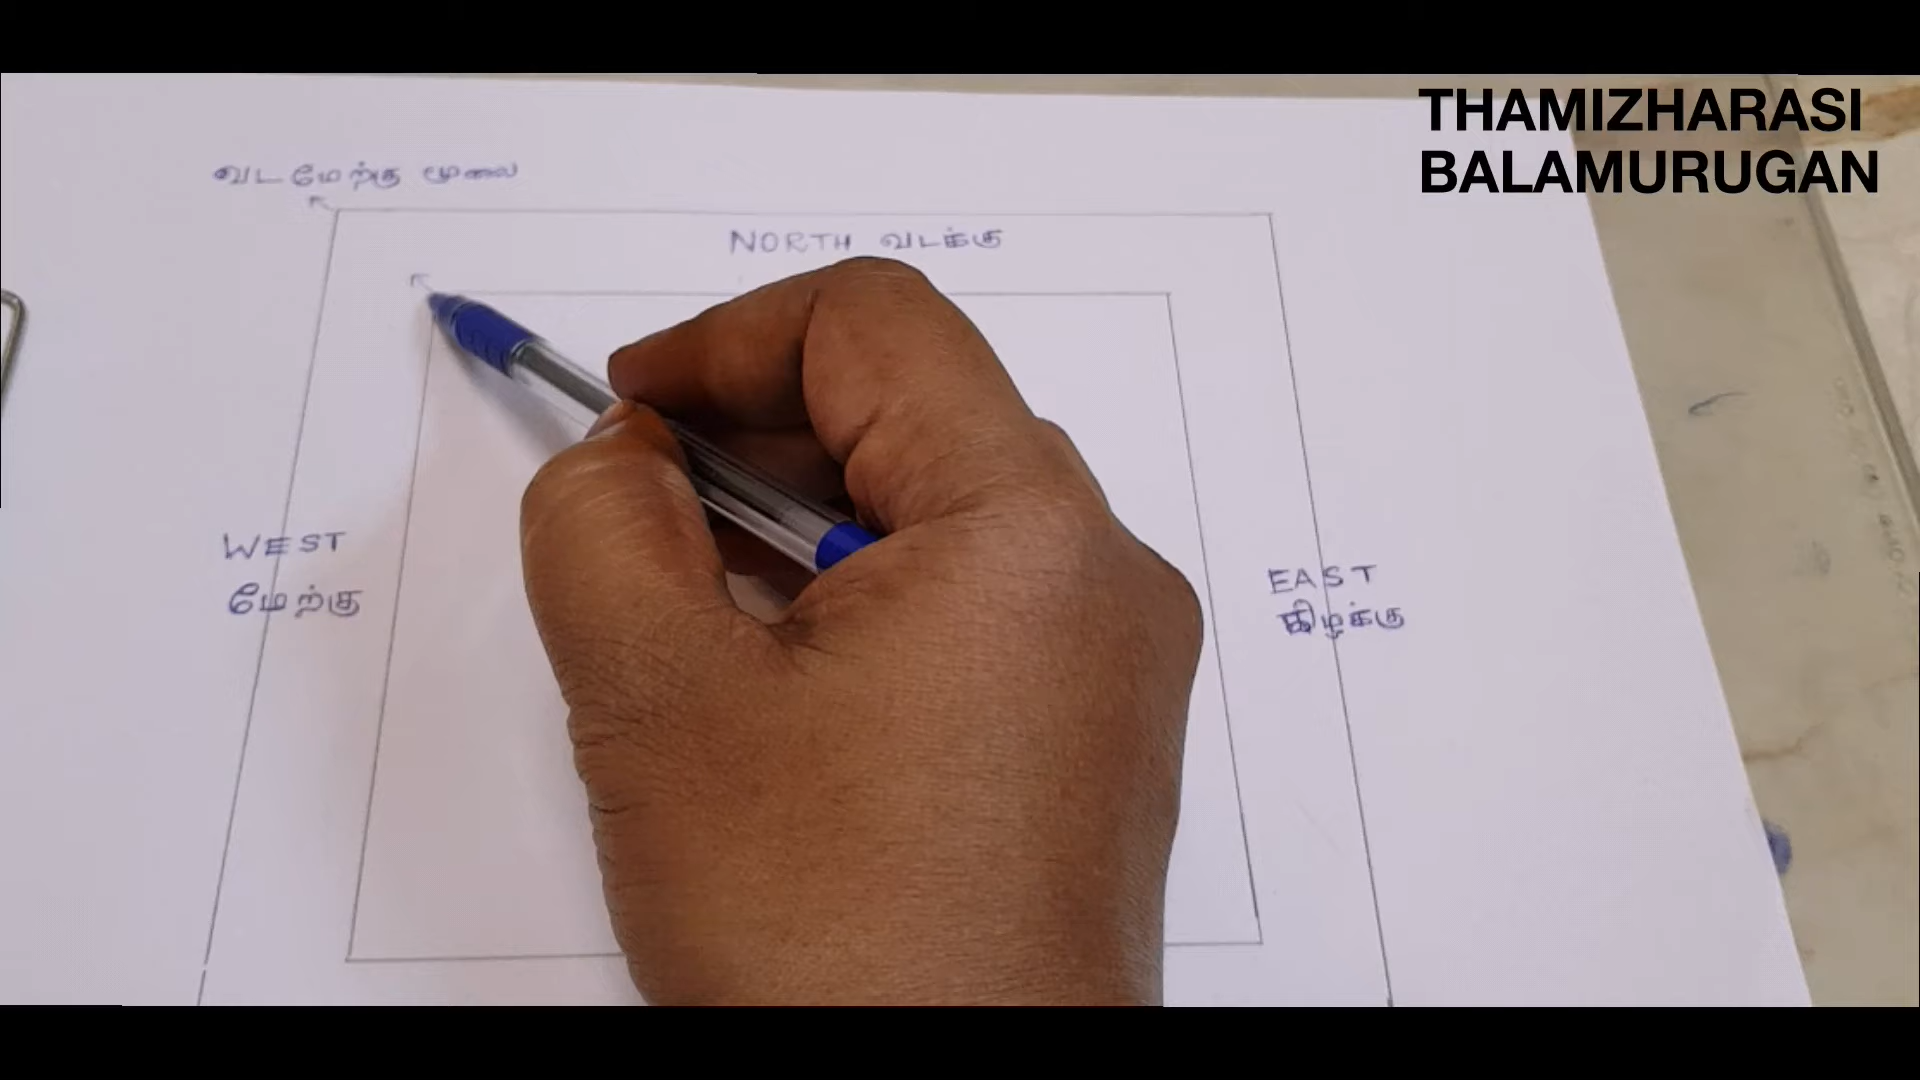 THAMIZHARASI
BALAMURUGAN
வடமேற்கு மூலை
NORTH வடக்கு
WEST
மேற்கு
EAST
கிழக்கு